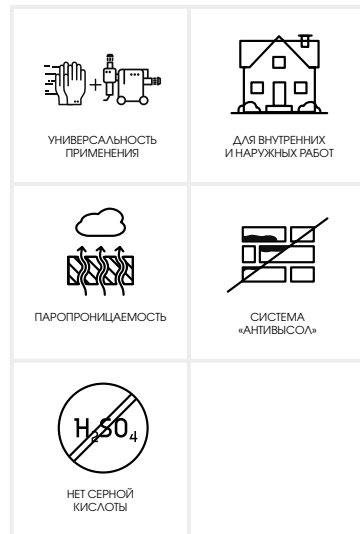 УНИВЕРСАЛЬНОСТЬ
ПРИМЕНЕНИЯ
ДЛЯ ВНУТРЕННИХ
И НАРУЖНЫХ РАБОТ
ПАРОПРОНИЦАЕМОСТЬ
СИСТЕМА
«АНТИВЫСОЛ»
H₂SO₄
НЕТ СЕРНОЙ
КИСЛОТЫ